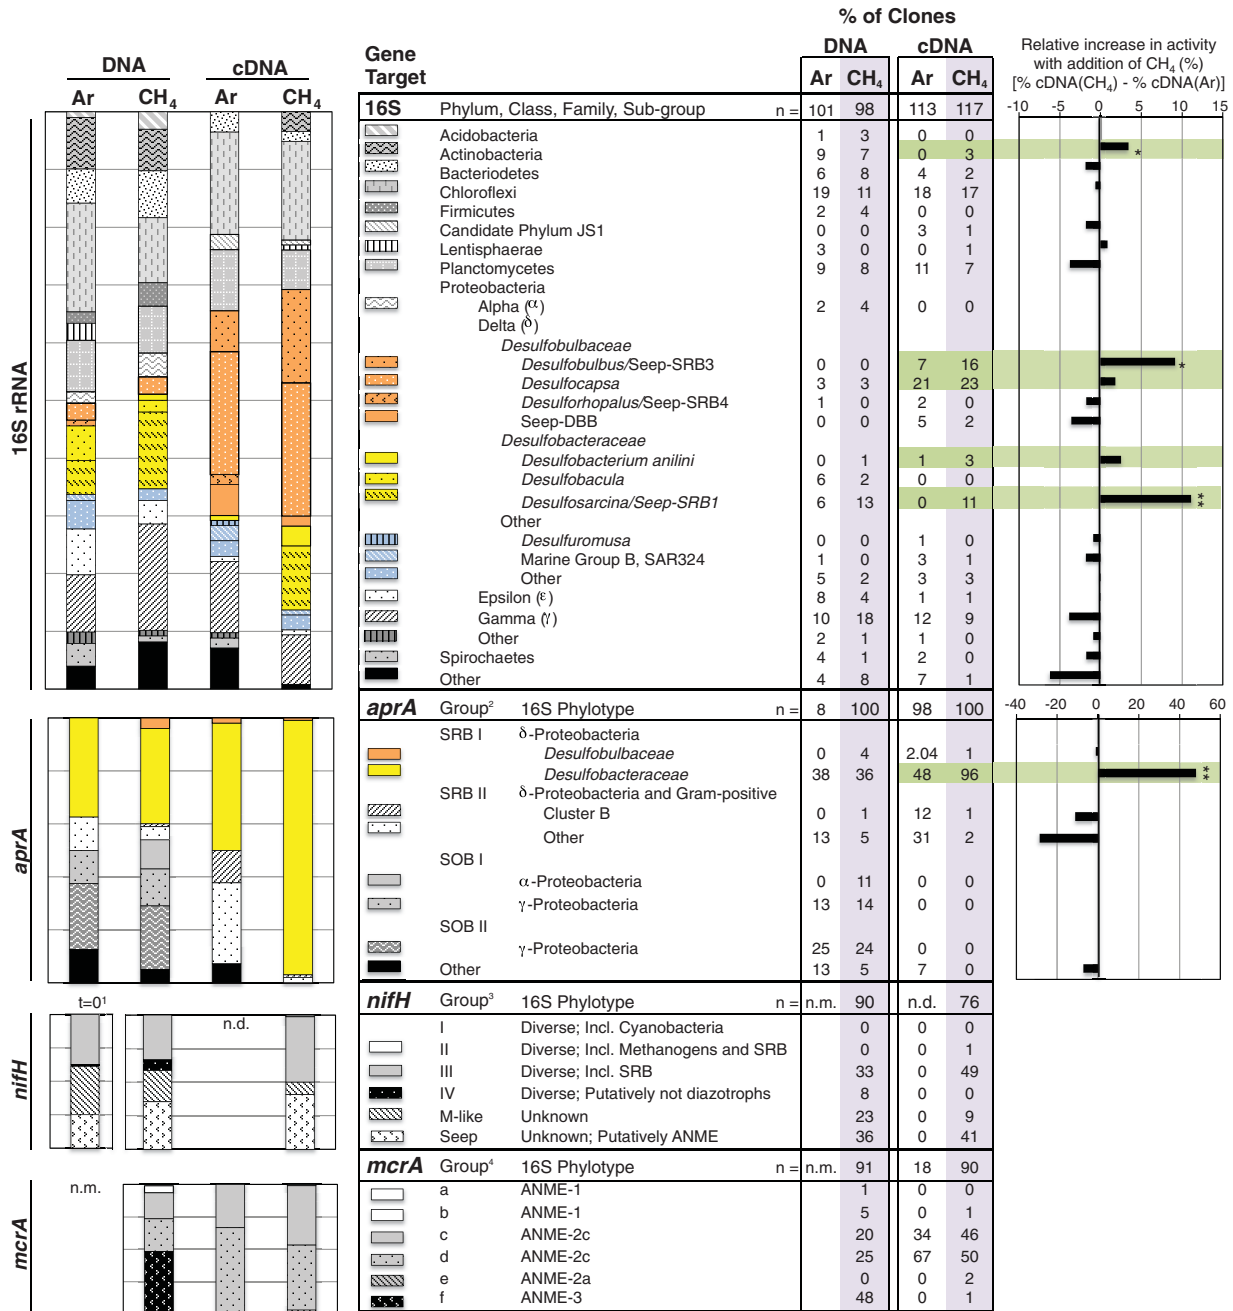 % of Clones
DNA cDNA
Gene Target
DNA cDNA
Ar CH4 Ar CH4
Ar CH4 Ar CH4
Relative increase in activity
with addition of CH4 (%)
[% cDNA(CH4) - % cDNA(Ar)]
16S Phylum, Class, Family, Sub-group n = 101 98 113 117
-10 -5 0 5 10 15
Acidobacteria 1 3 0 0
Actinobacteria 9 7 0 3 *
Bacteriodetes 6 8 4 2
Chloroflexi 19 11 18 17
Firmicutes 2 4 0 0
Candidate Phylum JS1 0 0 3 1
Lentisphaerae 3 0 0 1
Planctomycetes 9 8 11 7
Proteobacteria
Alpha (α) 2 4 0 0
Delta (δ)
Desulfobulbaceae
Desulfobulbus/Seep-SRB3 0 0 7 16 *
Desulfocapsa 3 3 21 23
Desulforhopalus/Seep-SRB4 1 0 2 0
Seep-DBB 0 0 5 2
Desulfobacteraceae
Desulfobacterium anilini 0 1 1 3
Desulfobacula 6 2 0 0
Desulfosarcina/Seep-SRB1 6 13 0 11 **
Other
Desulfuromusa 0 0 1 0
Marine Group B, SAR324 1 0 3 1
Other 5 2 3 3
Epsilon (ε) 8 4 1 1
Gamma (γ) 10 18 12 9
Other 2 1 1 0
Spirochaetes 4 1 2 0
Other 4 8 7 1
16S rRNA
aprA Group2 16S Phylotype n = 8 100 98 100
-40 -20 0 20 40 60
SRB I δ-Proteobacteria
Desulfobulbaceae 0 4 2.04 1
Desulfobacteraceae 38 36 48 96 **
SRB II δ-Proteobacteria and Gram-positive
Cluster B 0 1 12 1
Other 13 5 31 2
SOB I
α-Proteobacteria 0 11 0 0
γ-Proteobacteria 13 14 0 0
SOB II
γ-Proteobacteria 25 24 0 0
Other 13 5 7 0
aprA
t=0¹
n.d.
nifH Group3 16S Phylotype n = n.m. 90 n.d. 76
I Diverse; Incl. Cyanobacteria 0 0 0
II Diverse; Incl. Methanogens and SRB 0 0 1
III Diverse; Incl. SRB 33 0 49
IV Diverse; Putatively not diazotrophs 8 0 0
M-like Unknown 23 0 9
Seep Unknown; Putatively ANME 36 0 41
nifH
n.m.
mcrA Group4 16S Phylotype n = n.m. 91 18 90
a ANME-1 1 0 0
b ANME-1 5 0 1
c ANME-2c 20 34 46
d ANME-2c 25 67 50
e ANME-2a 0 0 2
f ANME-3 48 0 1
mcrA